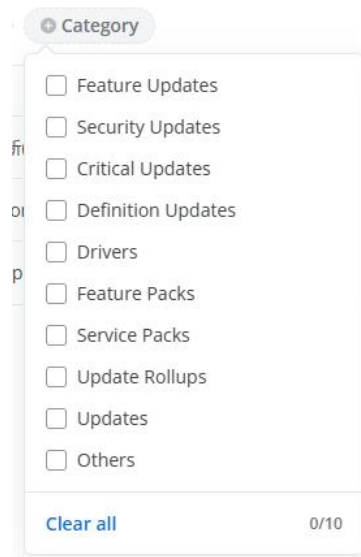 Category
Feature Updates
Security Updates
Critical Updates
Definition Updates
Drivers
Feature Packs
Service Packs
Update Rollups
Updates
Others
Clear all 0/10